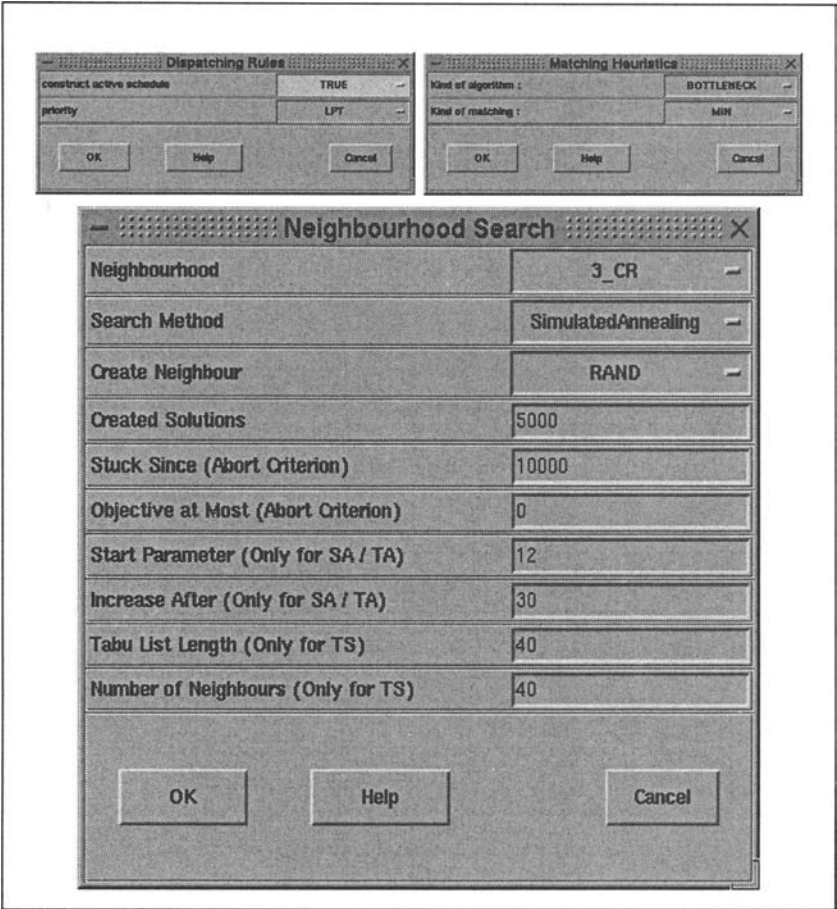 Dispatching Rules
construct active schedule TRUE
priority LPT
OK Help Cancel
Matching Heuristics
Kind of algorithm : BOTTLENECK
Kind of matching : MIN
OK Help Cancel
Neighbourhood Search
Neighbourhood 3_CR
Search Method SimulatedAnnealing
Create Neighbour RAND
Created Solutions 5000
Stuck Since (Abort Criterion) 10000
Objective at Most (Abort Criterion) 0
Start Parameter (Only for SA / TA) 12
Increase After (Only for SA / TA) 30
Tabu List Length (Only for TS) 40
Number of Neighbours (Only for TS) 40
OK Help Cancel